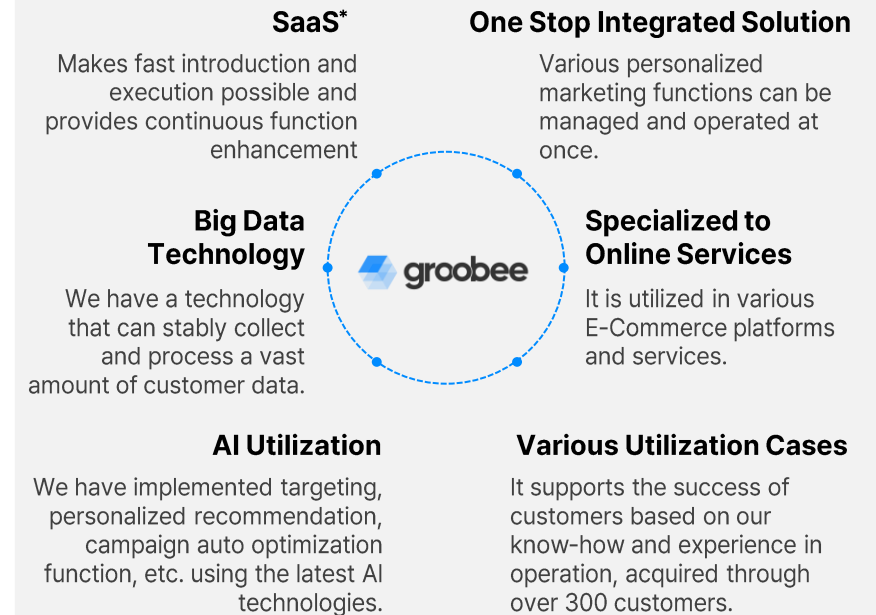 SaaS*
Makes fast introduction and
execution possible and
provides continuous function
enhancement
One Stop Integrated Solution
Various personalized
marketing functions can be
managed and operated at
once.
Big Data
Technology
We have a technology
that can stably collect
and process a vast
amount of customer data.
groobee
Specialized to
Online Services
It is utilized in various
E-Commerce platforms
and services.
AI Utilization
We have implemented targeting,
personalized recommendation,
campaign auto optimization
function, etc. using the latest AI
technologies.
Various Utilization Cases
It supports the success of
customers based on our
know-how and experience in
operation, acquired through
over 300 customers.